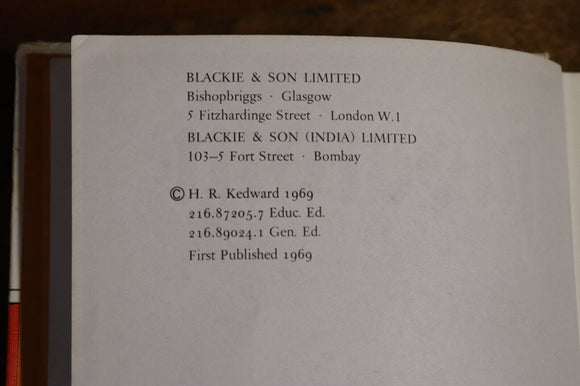 BLACKIE & SON LIMITED
Bishopbriggs · Glasgow
5 Fitzhardinge Street · London W.1
BLACKIE & SON (INDIA) LIMITED
103–5 Fort Street · Bombay
© H. R. Kedward 1969
216.87205.7 Educ. Ed.
216.89024.1 Gen. Ed.
First Published 1969